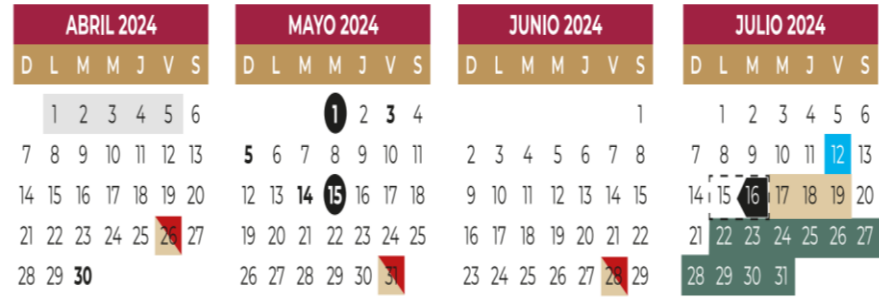 ABRIL 2024
D L M M J V S
1 2 3 4 5 6
7 8 9 10 11 12 13
14 15 16 17 18 19 20
21 22 23 24 25 26 27
28 29 30
MAYO 2024
D L M M J V S
1 2 3 4
5 6 7 8 9 10 11
12 13 14 15 16 17 18
19 20 21 22 23 24 25
26 27 28 29 30 31
JUNIO 2024
D L M M J V S
1
2 3 4 5 6 7 8
9 10 11 12 13 14 15
16 17 18 19 20 21 22
23 24 25 26 27 28 29
JULIO 2024
D L M M J V S
1 2 3 4 5 6
7 8 9 10 11 12 13
14 15 16 17 18 19 20
21 22 23 24 25 26 27
28 29 30 31